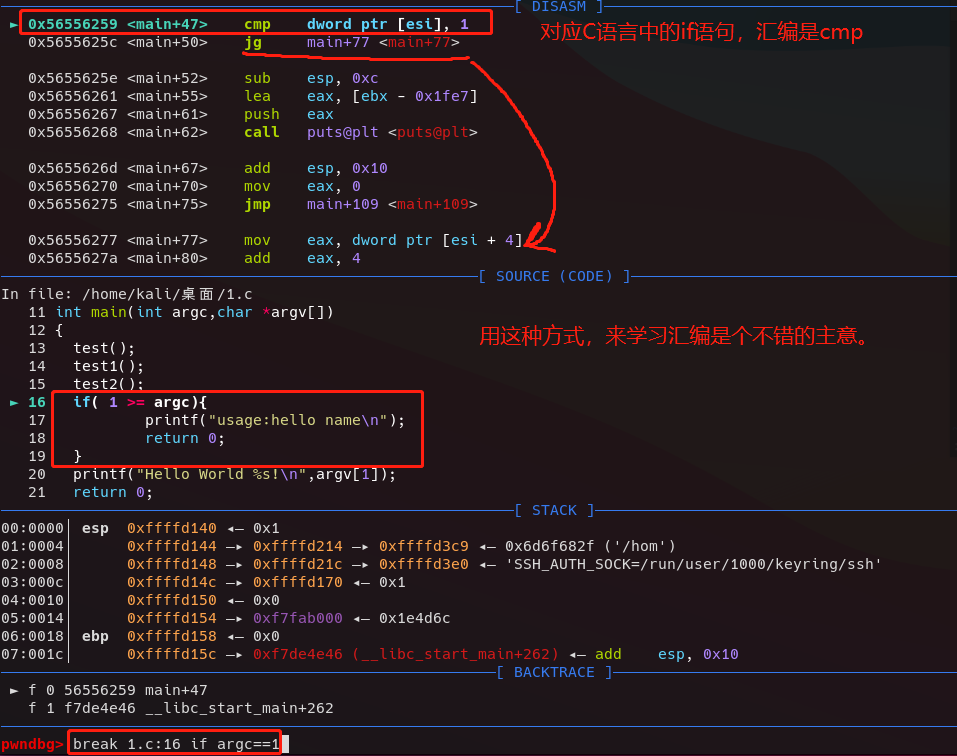 [ DISASM ]
► 0x56556259 <main+47> cmp dword ptr [esi], 1
对应C语言中的if语句，汇编是cmp
0x5655625c <main+50> jg main+77 <main+77>
0x5655625e <main+52> sub esp, 0xc
0x56556261 <main+55> lea eax, [ebx - 0x1fe7]
0x56556267 <main+61> push eax
0x56556268 <main+62> call puts@plt <puts@plt>
0x5655626d <main+67> add esp, 0x10
0x56556270 <main+70> mov eax, 0
0x56556275 <main+75> jmp main+109 <main+109>
0x56556277 <main+77> mov eax, dword ptr [esi + 4]
0x5655627a <main+80> add eax, 4
[ SOURCE (CODE) ]
In file: /home/kali/桌面/1.c
11 int main(int argc,char *argv[])
12 {
用这种方式，来学习汇编是个不错的主意。
13 test();
14 test1();
15 test2();
► 16 if( 1 >= argc){
17 printf("usage:hello name\n");
18 return 0;
19 }
20 printf("Hello World %s!\n",argv[1]);
21 return 0;
[ STACK ]
00:0000│ esp 0xffffd140 ◂— 0x1
01:0004│ 0xffffd144 —▸ 0xffffd214 —▸ 0xffffd3c9 ◂— 0x6d6f682f ('/hom')
02:0008│ 0xffffd148 —▸ 0xffffd21c —▸ 0xffffd3e0 ◂— 'SSH_AUTH_SOCK=/run/user/1000/keyring/ssh'
03:000c│ 0xffffd14c —▸ 0xffffd170 ◂— 0x1
04:0010│ 0xffffd150 ◂— 0x0
05:0014│ 0xffffd154 —▸ 0xf7fab000 ◂— 0x1e4d6c
06:0018│ ebp 0xffffd158 ◂— 0x0
07:001c│ 0xffffd15c —▸ 0xf7de4e46 (__libc_start_main+262) ◂— add esp, 0x10
[ BACKTRACE ]
► f 0 56556259 main+47
f 1 f7de4e46 __libc_start_main+262
pwndbg> break 1.c:16 if argc==1